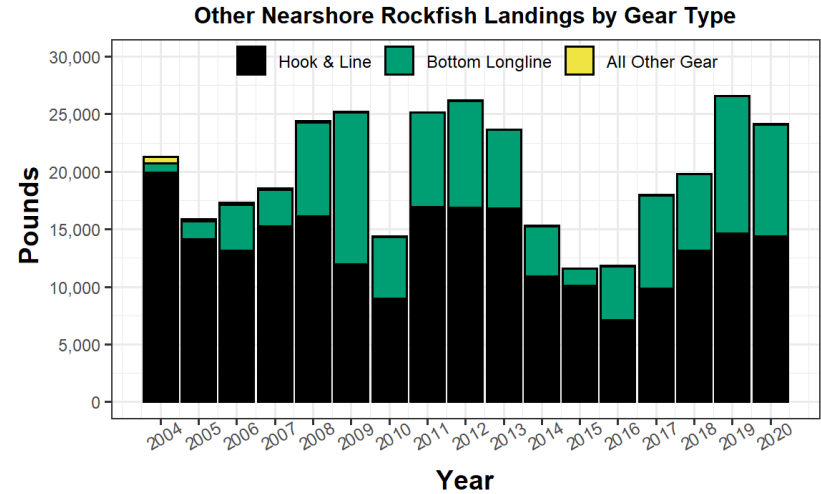 Other Nearshore Rockfish Landings by Gear Type
Hook & Line Bottom Longline All Other Gear
Pounds
30,000
25,000
20,000
15,000
10,000
5,000
0
2004 2005 2006 2007 2008 2009 2010 2011 2012 2013 2014 2015 2016 2017 2018 2019 2020
Year